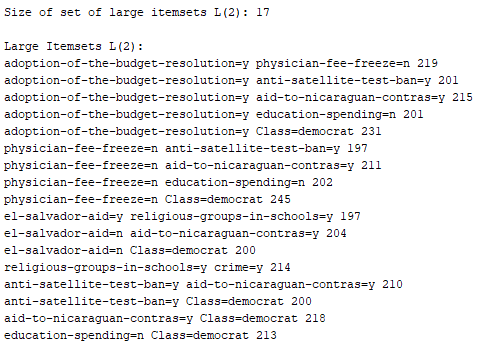 Size of set of large itemsets L(2): 17
Large Itemsets L(2):
adoption-of-the-budget-resolution=y physician-fee-freeze=n 219
adoption-of-the-budget-resolution=y anti-satellite-test-ban=y 201
adoption-of-the-budget-resolution=y aid-to-nicaraguan-contras=y 215
adoption-of-the-budget-resolution=y education-spending=n 201
adoption-of-the-budget-resolution=y Class=democrat 231
physician-fee-freeze=n anti-satellite-test-ban=y 197
physician-fee-freeze=n aid-to-nicaraguan-contras=y 211
physician-fee-freeze=n education-spending=n 202
physician-fee-freeze=n Class=democrat 245
el-salvador-aid=y religious-groups-in-schools=y 197
el-salvador-aid=n aid-to-nicaraguan-contras=y 204
el-salvador-aid=n Class=democrat 200
religious-groups-in-schools=y crime=y 214
anti-satellite-test-ban=y aid-to-nicaraguan-contras=y 210
anti-satellite-test-ban=y Class=democrat 200
aid-to-nicaraguan-contras=y Class=democrat 218
education-spending=n Class=democrat 213